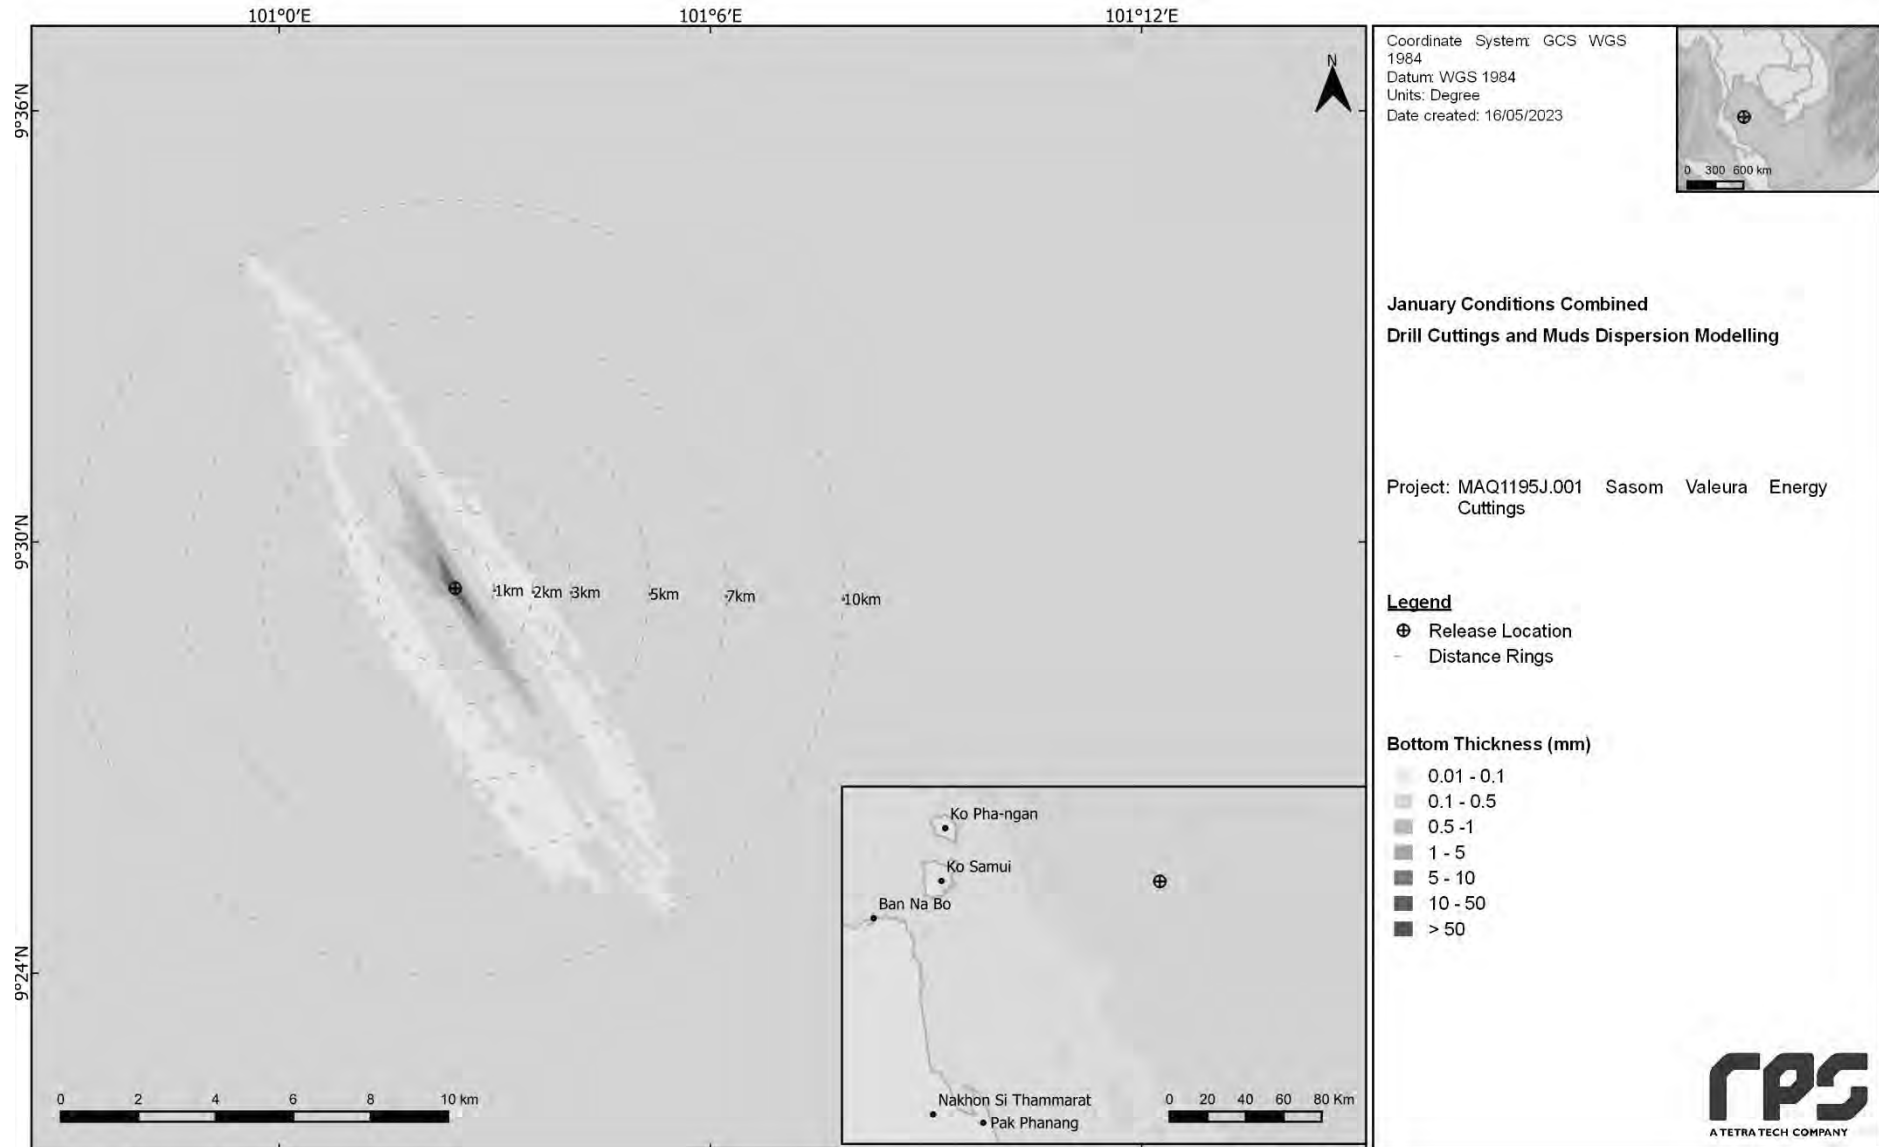 101°0'E
101°6'E
101°12'E
9°36'N
9°30'N
9°24'N
N
1km
2km
3km
5km
7km
10km
0 2 4 6 8 10 km
Ko Pha-ngan
Ko Samui
Ban Na Bo
Nakhon Si Thammarat
Pak Phanang
0 20 40 60 80 Km
Coordinate System: GCS WGS
1984
Datum: WGS 1984
Units: Degree
Date created: 16/05/2023
0 300 600 km
January Conditions Combined
Drill Cuttings and Muds Dispersion Modelling
Project: MAQ1195J.001 Sasom Valeura Energy
Cuttings
Legend
Release Location
Distance Rings
Bottom Thickness (mm)
0.01 - 0.1
0.1 - 0.5
0.5 -1
1 - 5
5 - 10
10 - 50
> 50
rps
A TETRA TECH COMPANY